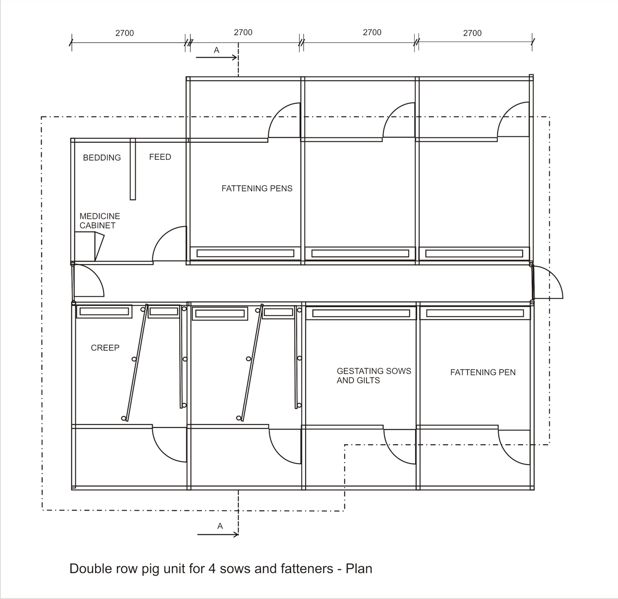 2700 2700 2700 2700
A
BEDDING FEED
FATTENING PENS
MEDICINE
CABINET
CREEP
GESTATING SOWS
AND GILTS
FATTENING PEN
A
Double row pig unit for 4 sows and fatteners - Plan